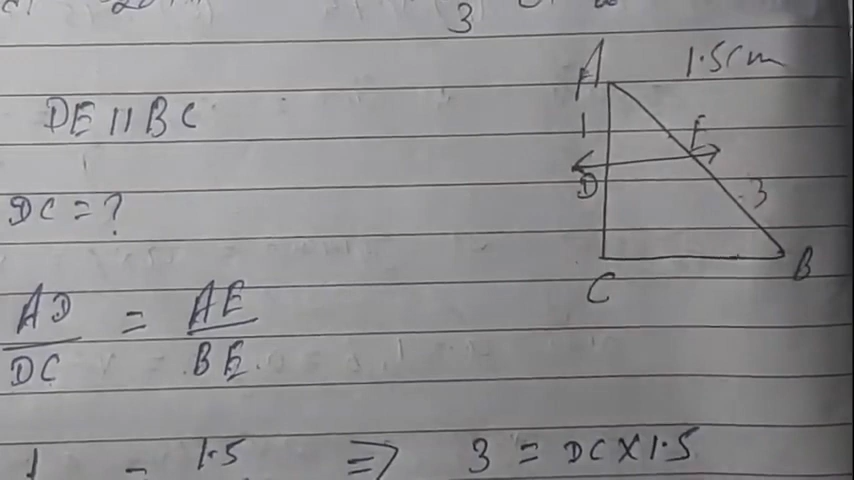 3
A 1.5cm
DE || BC
1
E
D
DC = ?
3
B
C
AD = AE
DC BE
1 = 1.5 => 3 = DC X 1.5